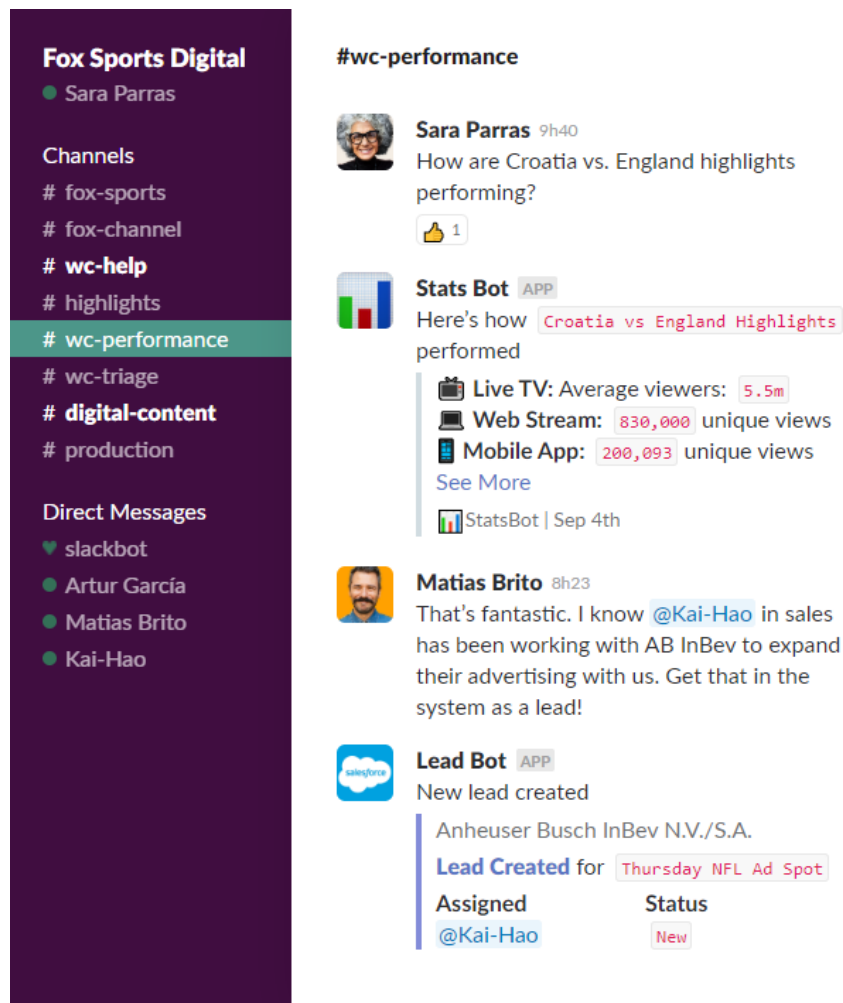 Fox Sports Digital
Sara Parras
Channels
# fox-sports
# fox-channel
# wc-help
# highlights
# wc-performance
# wc-triage
# digital-content
# production
Direct Messages
slackbot
Artur García
Matias Brito
Kai-Hao
#wc-performance
Sara Parras 9h40
How are Croatia vs. England highlights
performing?
1
Stats Bot APP
Here’s how Croatia vs England Highlights
performed
Live TV: Average viewers: 5.5m
Web Stream: 830,000 unique views
Mobile App: 200,093 unique views
See More
StatsBot | Sep 4th
Matias Brito 8h23
That’s fantastic. I know @Kai-Hao in sales
has been working with AB InBev to expand
their advertising with us. Get that in the
system as a lead!
salesforce
Lead Bot APP
New lead created
Anheuser Busch InBev N.V./S.A.
Lead Created for Thursday NFL Ad Spot
Assigned Status
@Kai-Hao New